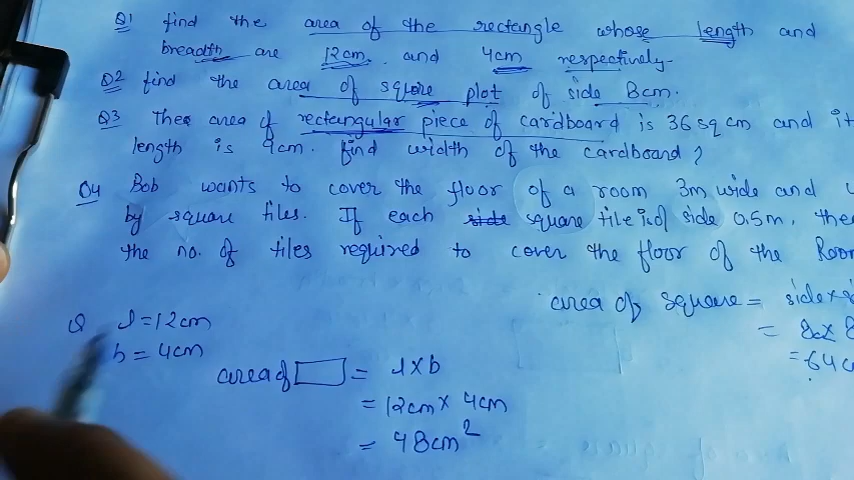 Q1 find the area of the rectangle whose length and
breadth are 12cm. and 4cm respectively.
Q2 find the area of square plot of side 8cm.
Q3 The area of rectangular piece of cardboard is 36 sq cm and it
length is 9cm. find width of the cardboard?
Q4 Bob wants to cover the floor of a room 3m wide and
by square tiles. If each side square tile is of side 0.5m, the
the no. of tiles required to cover the floor of the Roo
area of square = side x
= 8 x 8
= 64 c
Q l = 12cm
b = 4cm
area of = l x b
= 12cm x 4cm
= 48cm²